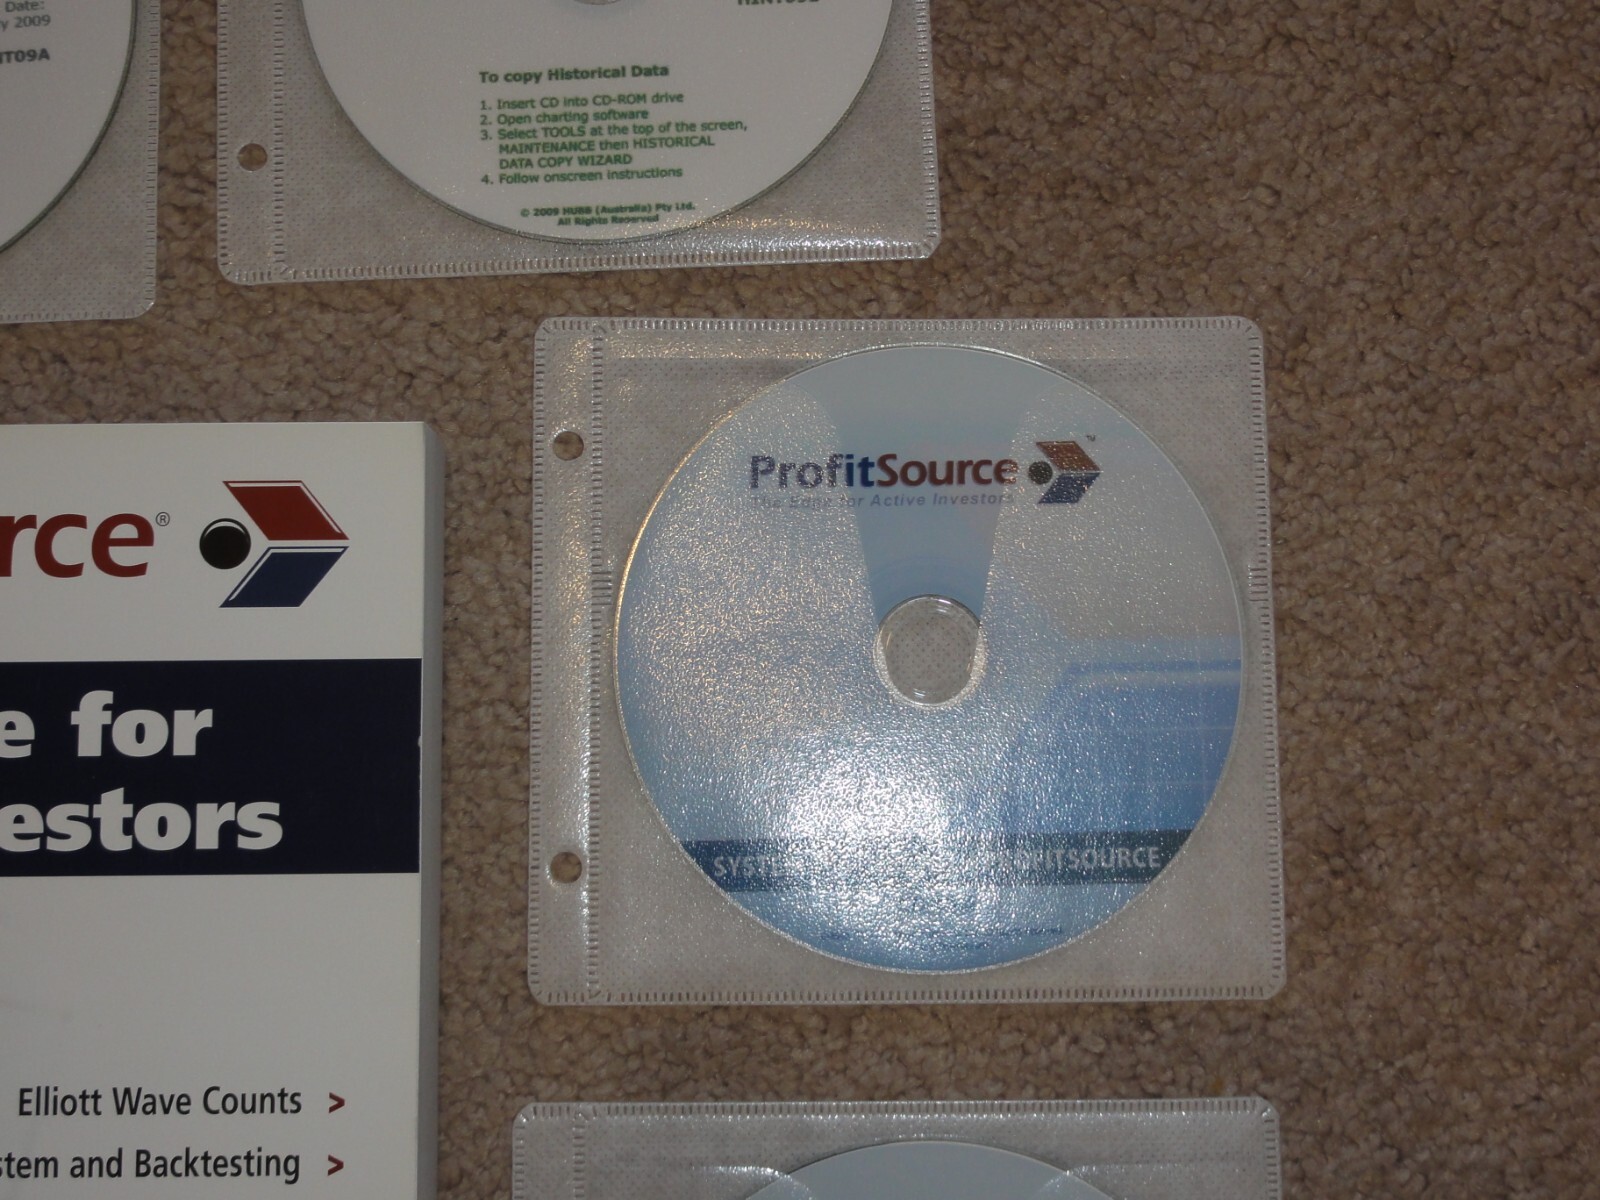 Date:
y 2009
NT09A
To copy Historical Data
1. Insert CD into CD-ROM drive
2. Open charting software
3. Select TOOLS at the top of the screen,
MAINTENANCE then HISTORICAL
DATA COPY WIZARD
4. Follow onscreen instructions
© 2009 HUBB (Australia) Pty Ltd.
All Rights Reserved
ProfitSource™
The Edge for Active Investors
PROFITSOURCE
rce®
e for
estors
Elliott Wave Counts >
stem and Backtesting >